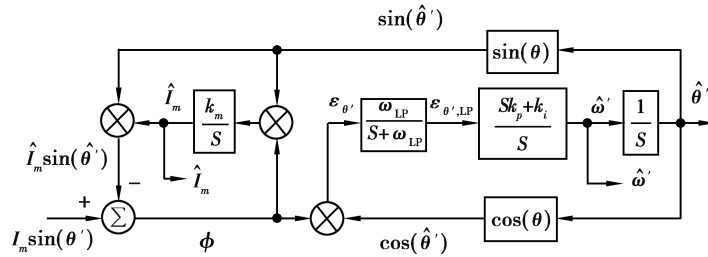 sin(θ̂′)
sin(θ)
Î_m
k_m / S
ε_θ′
ω_LP / S+ω_LP
ε_θ′,LP
Sk_p+k_i / S
ω̂′
1 / S
θ̂′
Î_m sin(θ̂′)
Î_m
ω̂′
+
−
Σ
I_m sin(θ′)
ϕ
cos(θ̂′)
cos(θ)